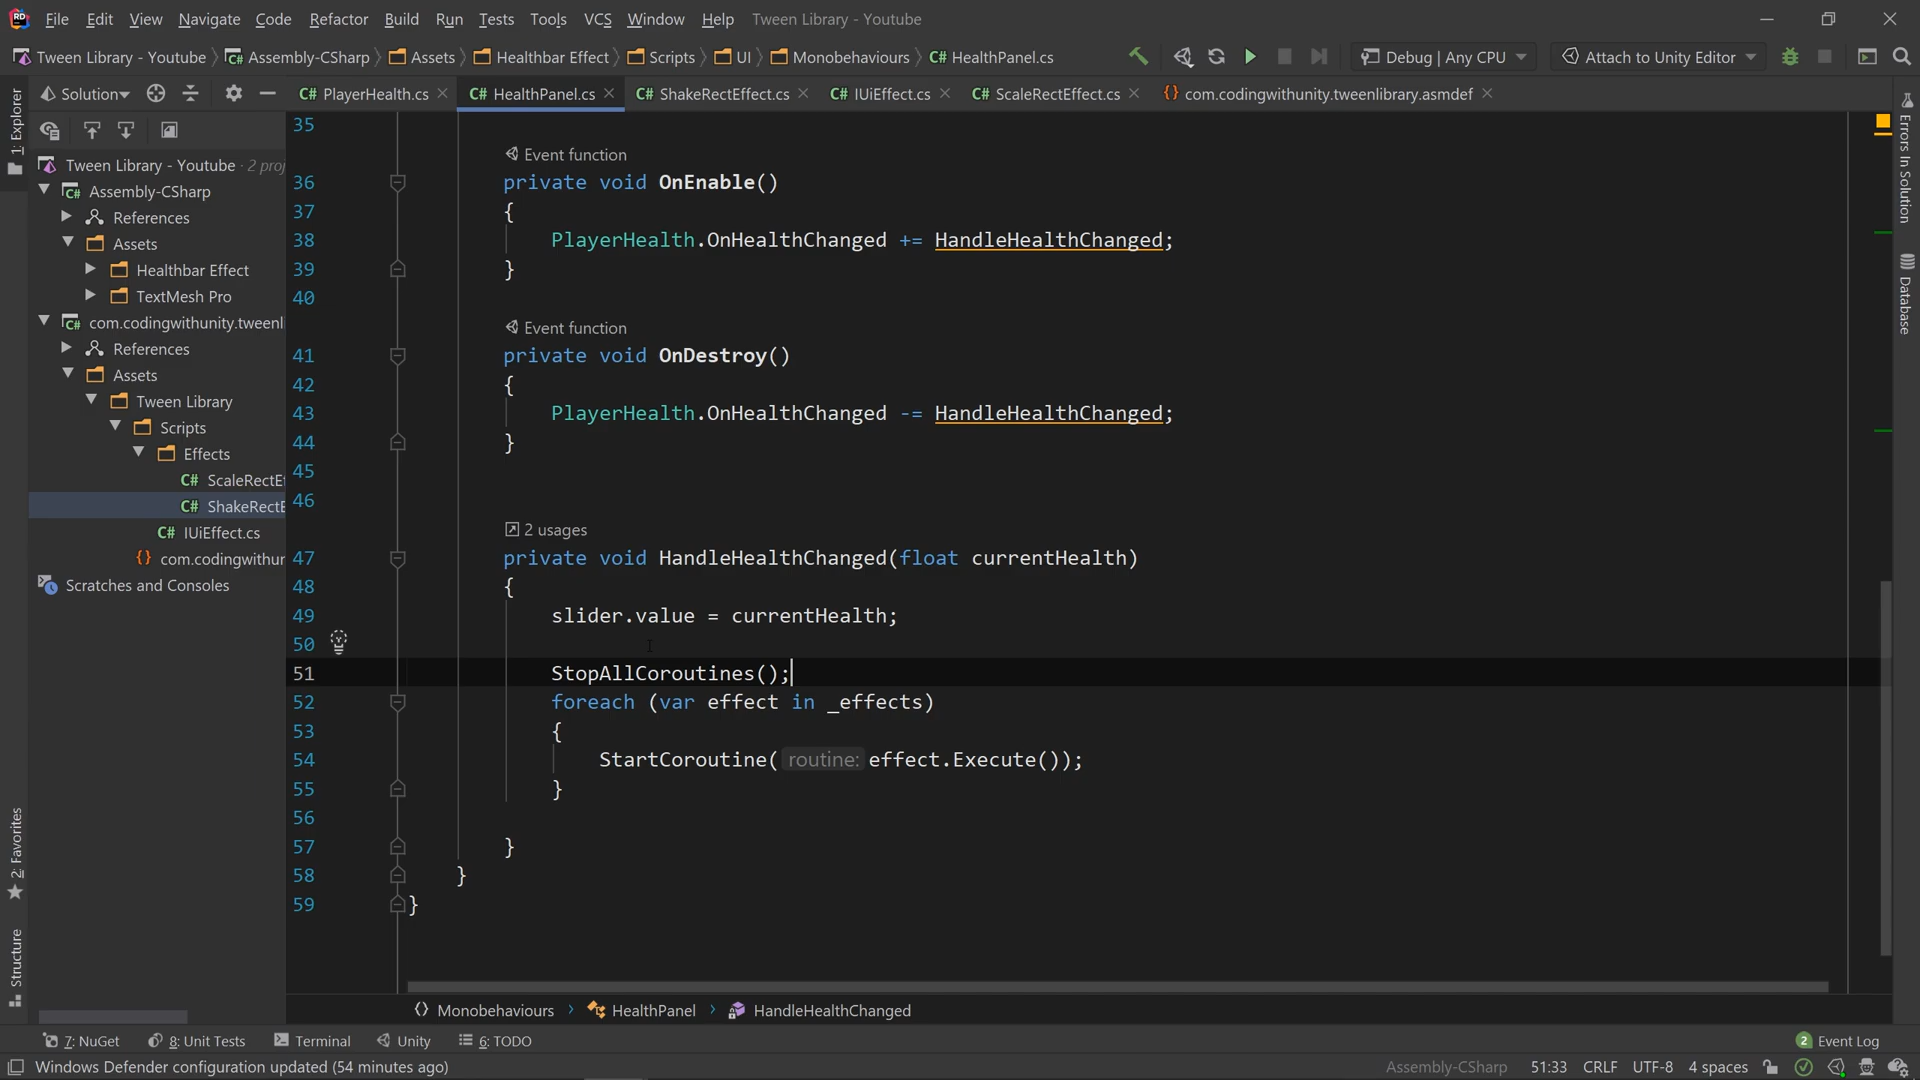 File Edit View Navigate Code Refactor Build Run Tests Tools VCS Window Help Tween Library - Youtube
Tween Library - Youtube Assembly-CSharp Assets Healthbar Effect Scripts UI Monobehaviours C# HealthPanel.cs Debug | Any CPU Attach to Unity Editor
Solution C# PlayerHealth.cs C# HealthPanel.cs C# ShakeRectEffect.cs C# IUiEffect.cs C# ScaleRectEffect.cs {} com.codingwithunity.tweenlibrary.asmdef
1: Explorer
Tween Library - Youtube · 2 proj
Assembly-CSharp
References
Assets
Healthbar Effect
TextMesh Pro
com.codingwithunity.tweenl
References
Assets
Tween Library
Scripts
Effects
C# ScaleRectE
C# ShakeRectE
C# IUiEffect.cs
{} com.codingwithun
Scratches and Consoles
2: Favorites
Structure
35
Event function
36 private void OnEnable()
37 {
38 PlayerHealth.OnHealthChanged += HandleHealthChanged;
39 }
40
Event function
41 private void OnDestroy()
42 {
43 PlayerHealth.OnHealthChanged -= HandleHealthChanged;
44 }
45
46
2 usages
47 private void HandleHealthChanged(float currentHealth)
48 {
49 slider.value = currentHealth;
50
51 StopAllCoroutines();
52 foreach (var effect in _effects)
53 {
54 StartCoroutine( routine: effect.Execute());
55 }
56
57 }
58 }
59 }
Errors In Solution
Database
Monobehaviours HealthPanel HandleHealthChanged
7: NuGet 8: Unit Tests Terminal Unity 6: TODO 2 Event Log
Windows Defender configuration updated (54 minutes ago) Assembly-CSharp 51:33 CRLF UTF-8 4 spaces